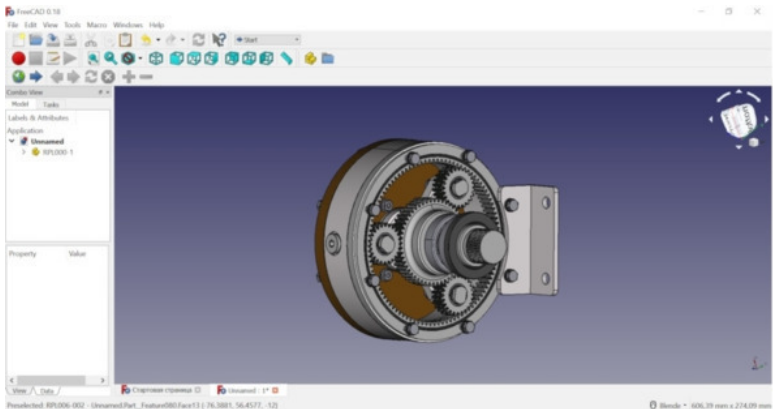 FreeCAD 0.18
File Edit View Tools Macro Windows Help
Start
Combo View
Model Tasks
Labels & Attributes
Application
Unnamed
RPL000-1
Property Value
View Data
Стартовая страница Unnamed : 1*
Preselected: RPL006-002 - Unnamed.Part__Feature080.Face13 (-76.3881, 56.4577, -12)
Blender 606,39 mm x 274,09 mm